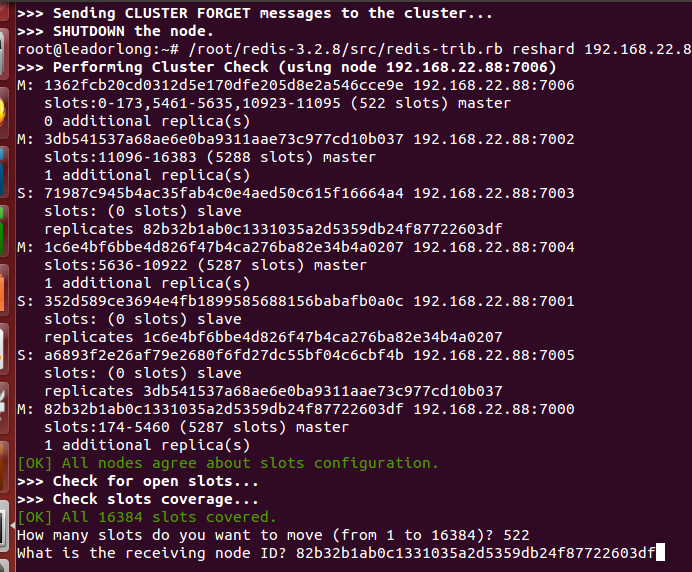 >>> Sending CLUSTER FORGET messages to the cluster...
>>> SHUTDOWN the node.
root@leadorlong:~# /root/redis-3.2.8/src/redis-trib.rb reshard 192.168.22.8
>>> Performing Cluster Check (using node 192.168.22.88:7006)
M: 1362fcb20cd0312d5e170dfe205d8e2a546cce9e 192.168.22.88:7006
   slots:0-173,5461-5635,10923-11095 (522 slots) master
   0 additional replica(s)
M: 3db541537a68ae6e0ba9311aae73c977cd10b037 192.168.22.88:7002
   slots:11096-16383 (5288 slots) master
   1 additional replica(s)
S: 71987c945b4ac35fab4c0e4aed50c615f16664a4 192.168.22.88:7003
   slots: (0 slots) slave
   replicates 82b32b1ab0c1331035a2d5359db24f87722603df
M: 1c6e4bf6bbe4d826f47b4ca276ba82e34b4a0207 192.168.22.88:7004
   slots:5636-10922 (5287 slots) master
   1 additional replica(s)
S: 352d589ce3694e4fb1899585688156babafb0a0c 192.168.22.88:7001
   slots: (0 slots) slave
   replicates 1c6e4bf6bbe4d826f47b4ca276ba82e34b4a0207
S: a6893f2e26af79e2680f6fd27dc55bf04c6cbf4b 192.168.22.88:7005
   slots: (0 slots) slave
   replicates 3db541537a68ae6e0ba9311aae73c977cd10b037
M: 82b32b1ab0c1331035a2d5359db24f87722603df 192.168.22.88:7000
   slots:174-5460 (5287 slots) master
   1 additional replica(s)
[OK] All nodes agree about slots configuration.
>>> Check for open slots...
>>> Check slots coverage...
[OK] All 16384 slots covered.
How many slots do you want to move (from 1 to 16384)? 522
What is the receiving node ID? 82b32b1ab0c1331035a2d5359db24f87722603df